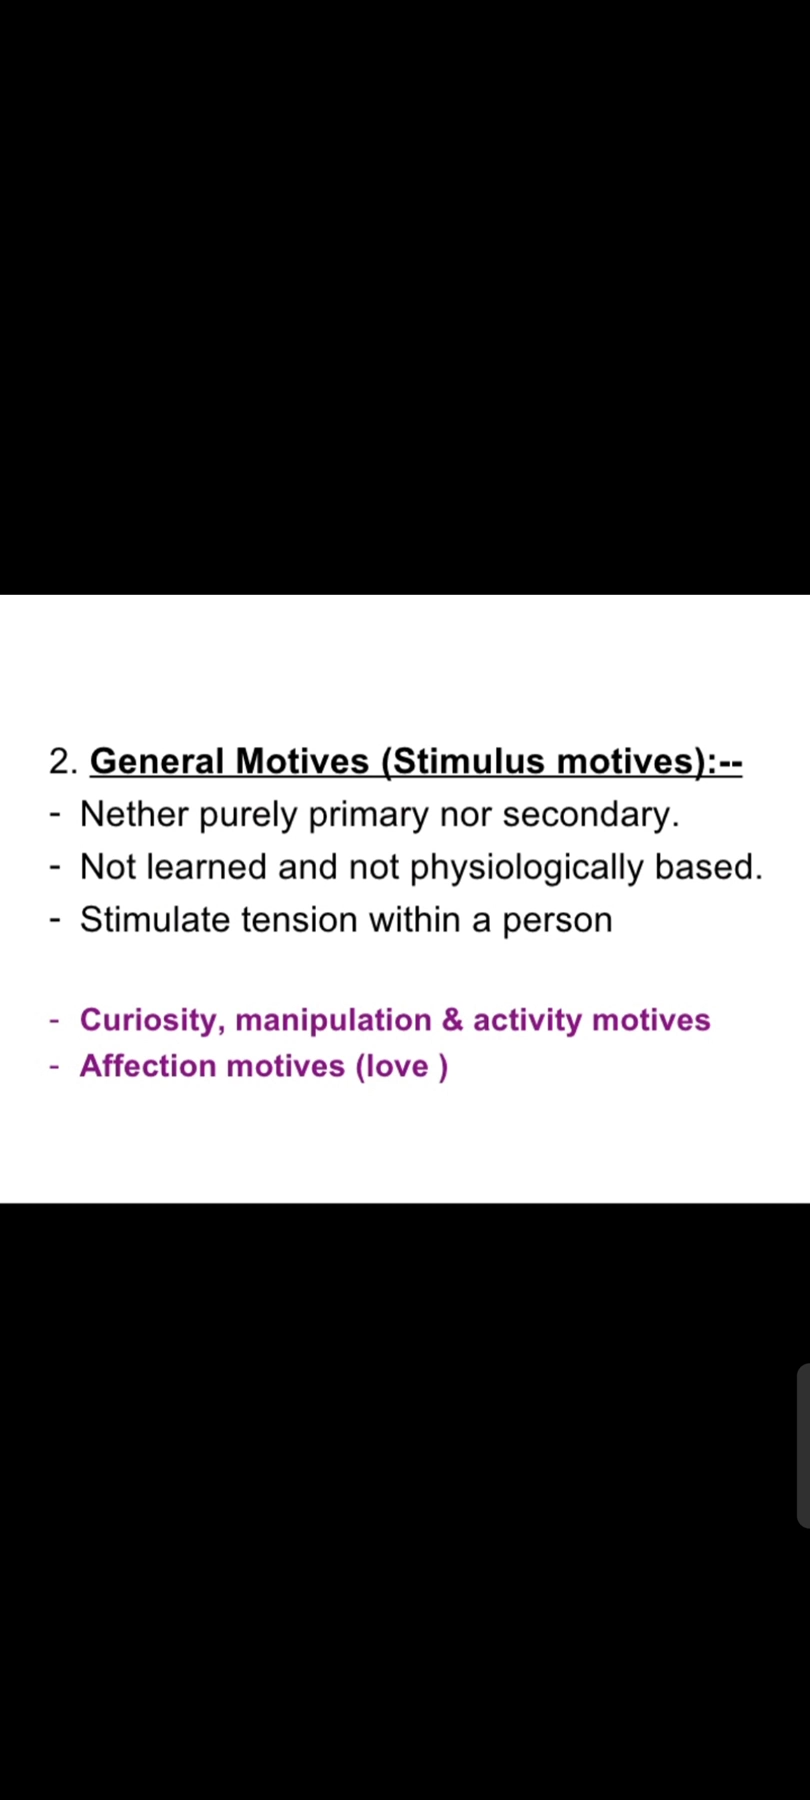 2. General Motives (Stimulus motives):--
- Nether purely primary nor secondary.
- Not learned and not physiologically based.
- Stimulate tension within a person
- Curiosity, manipulation & activity motives
- Affection motives (love )